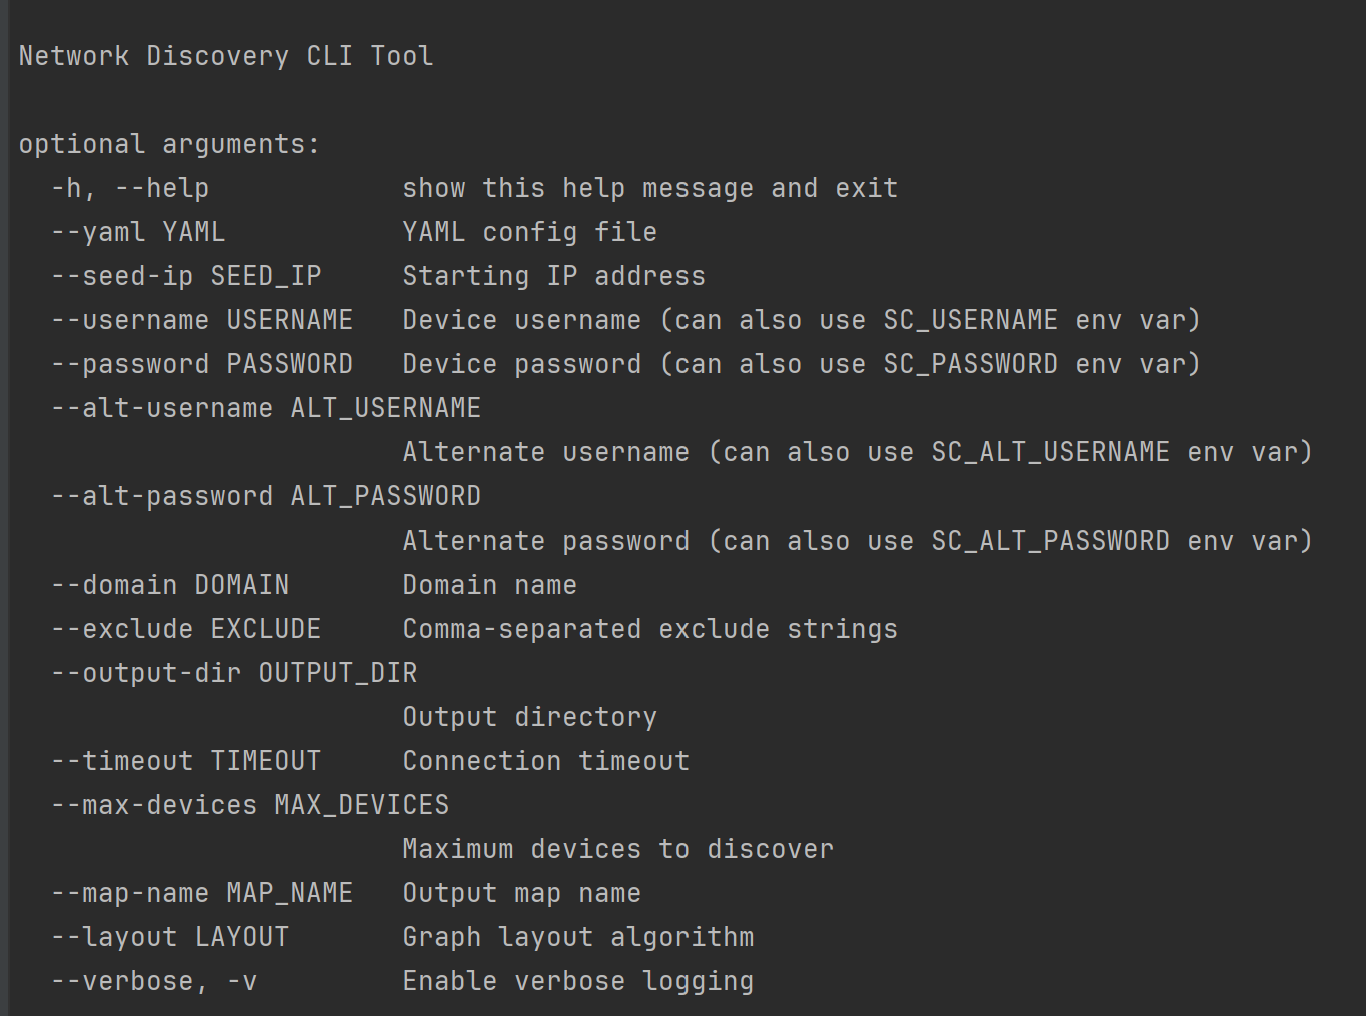 Network Discovery CLI Tool
optional arguments:
-h, --help show this help message and exit
--yaml YAML YAML config file
--seed-ip SEED_IP Starting IP address
--username USERNAME Device username (can also use SC_USERNAME env var)
--password PASSWORD Device password (can also use SC_PASSWORD env var)
--alt-username ALT_USERNAME
Alternate username (can also use SC_ALT_USERNAME env var)
--alt-password ALT_PASSWORD
Alternate password (can also use SC_ALT_PASSWORD env var)
--domain DOMAIN Domain name
--exclude EXCLUDE Comma-separated exclude strings
--output-dir OUTPUT_DIR
Output directory
--timeout TIMEOUT Connection timeout
--max-devices MAX_DEVICES
Maximum devices to discover
--map-name MAP_NAME Output map name
--layout LAYOUT Graph layout algorithm
--verbose, -v Enable verbose logging